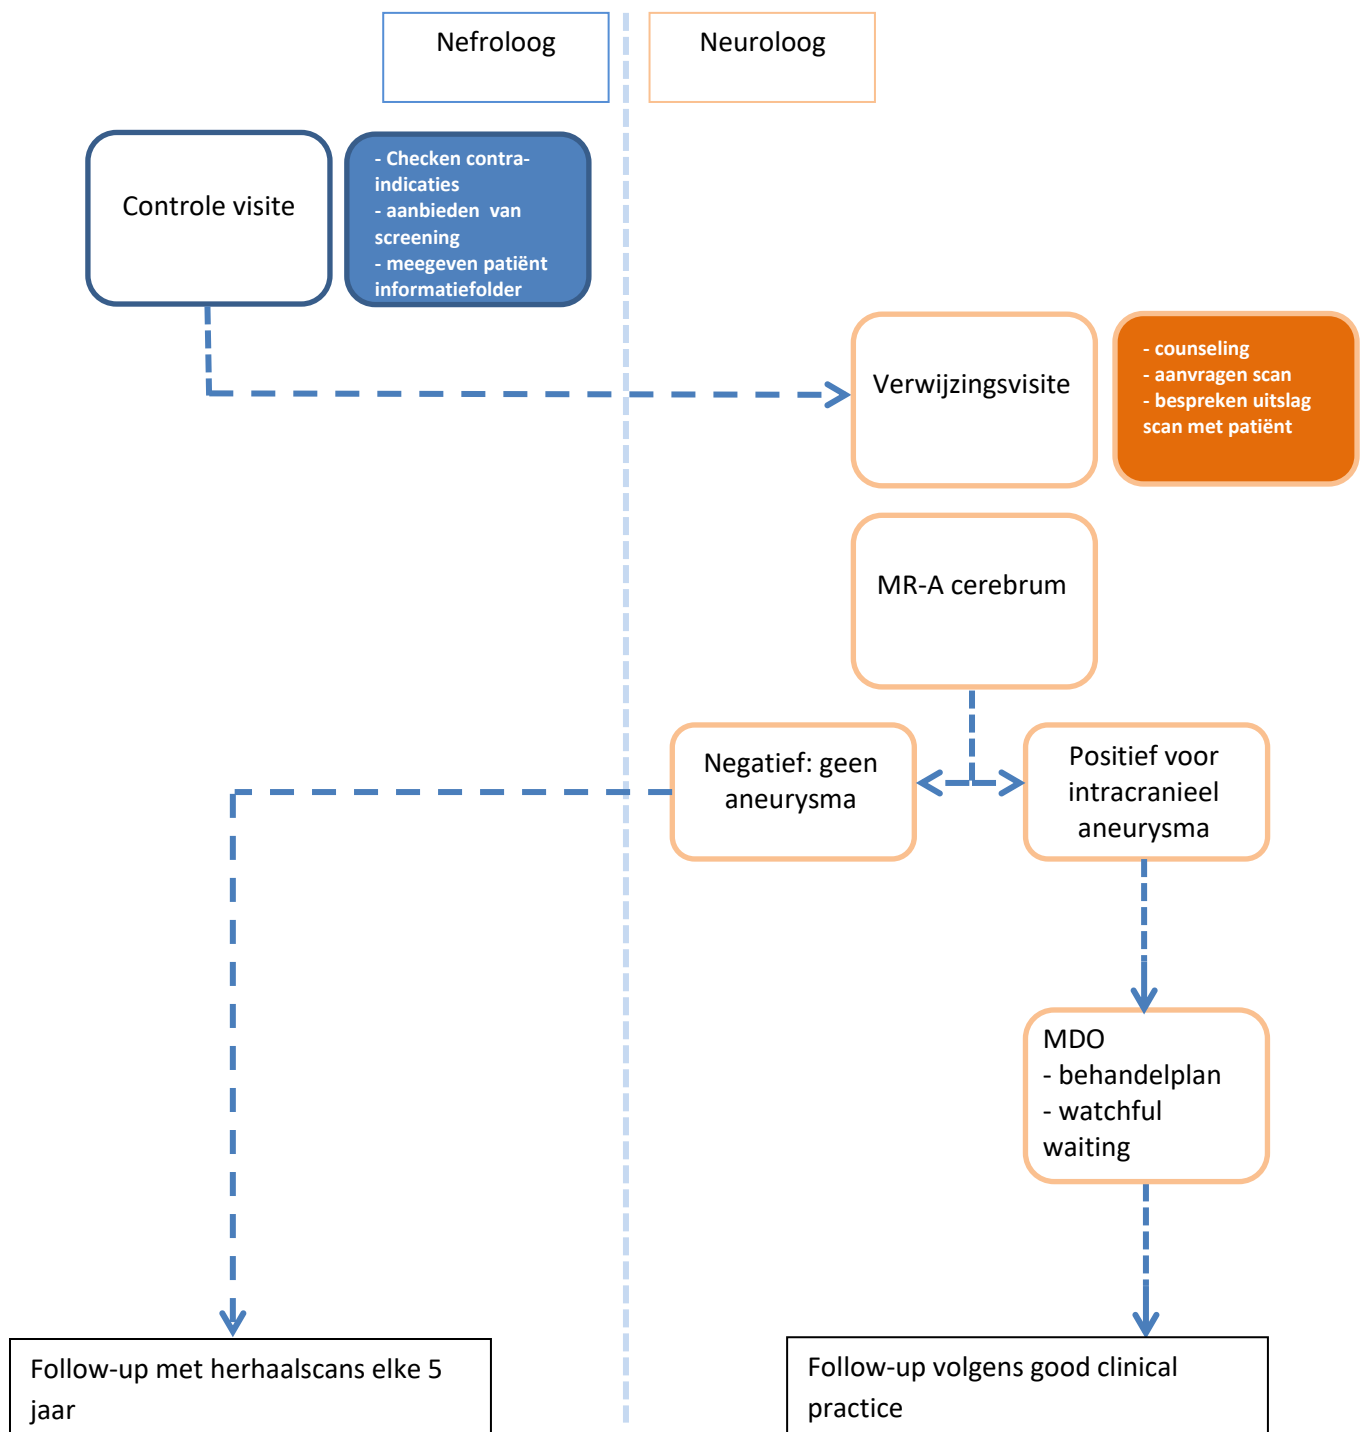 Nefroloog
Neuroloog
Controle visite
- Checken contra-
indicaties
- aanbieden van
screening
- meegeven patiënt
informatiefolder
Verwijzingsvisite
- counseling
- aanvragen scan
- bespreken uitslag
scan met patiënt
MR-A cerebrum
Negatief: geen
aneurysma
Positief voor
intracranieel
aneurysma
MDO
- behandelplan
- watchful
waiting
Follow-up met herhaalscans elke 5
jaar
Follow-up volgens good clinical
practice